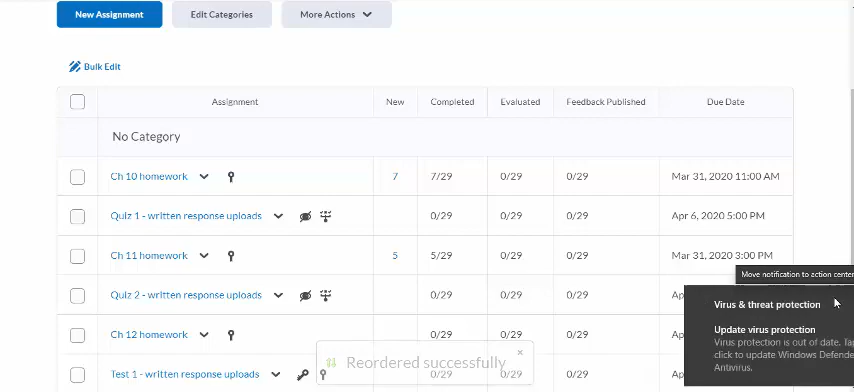 New Assignment Edit Categories More Actions
Bulk Edit
Assignment New Completed Evaluated Feedback Published Due Date
No Category
Ch 10 homework 7 7/29 0/29 0/29 Mar 31, 2020 11:00 AM
Quiz 1 - written response uploads 0/29 0/29 0/29 Apr 6, 2020 5:00 PM
Ch 11 homework 5 5/29 0/29 0/29 Mar 31, 2020 3:00 PM
Move notification to action center
Quiz 2 - written response uploads 0/29 0/29 0/29 Ap
Virus & threat protection
Update virus protection
Ch 12 homework 0/29 0/29 0/29 Ap
Virus protection is out of date. Ta
click to update Windows Defende
Antivirus.
Reordered successfully
Test 1 - written response uploads 0/29 0/29 0/29 Ap